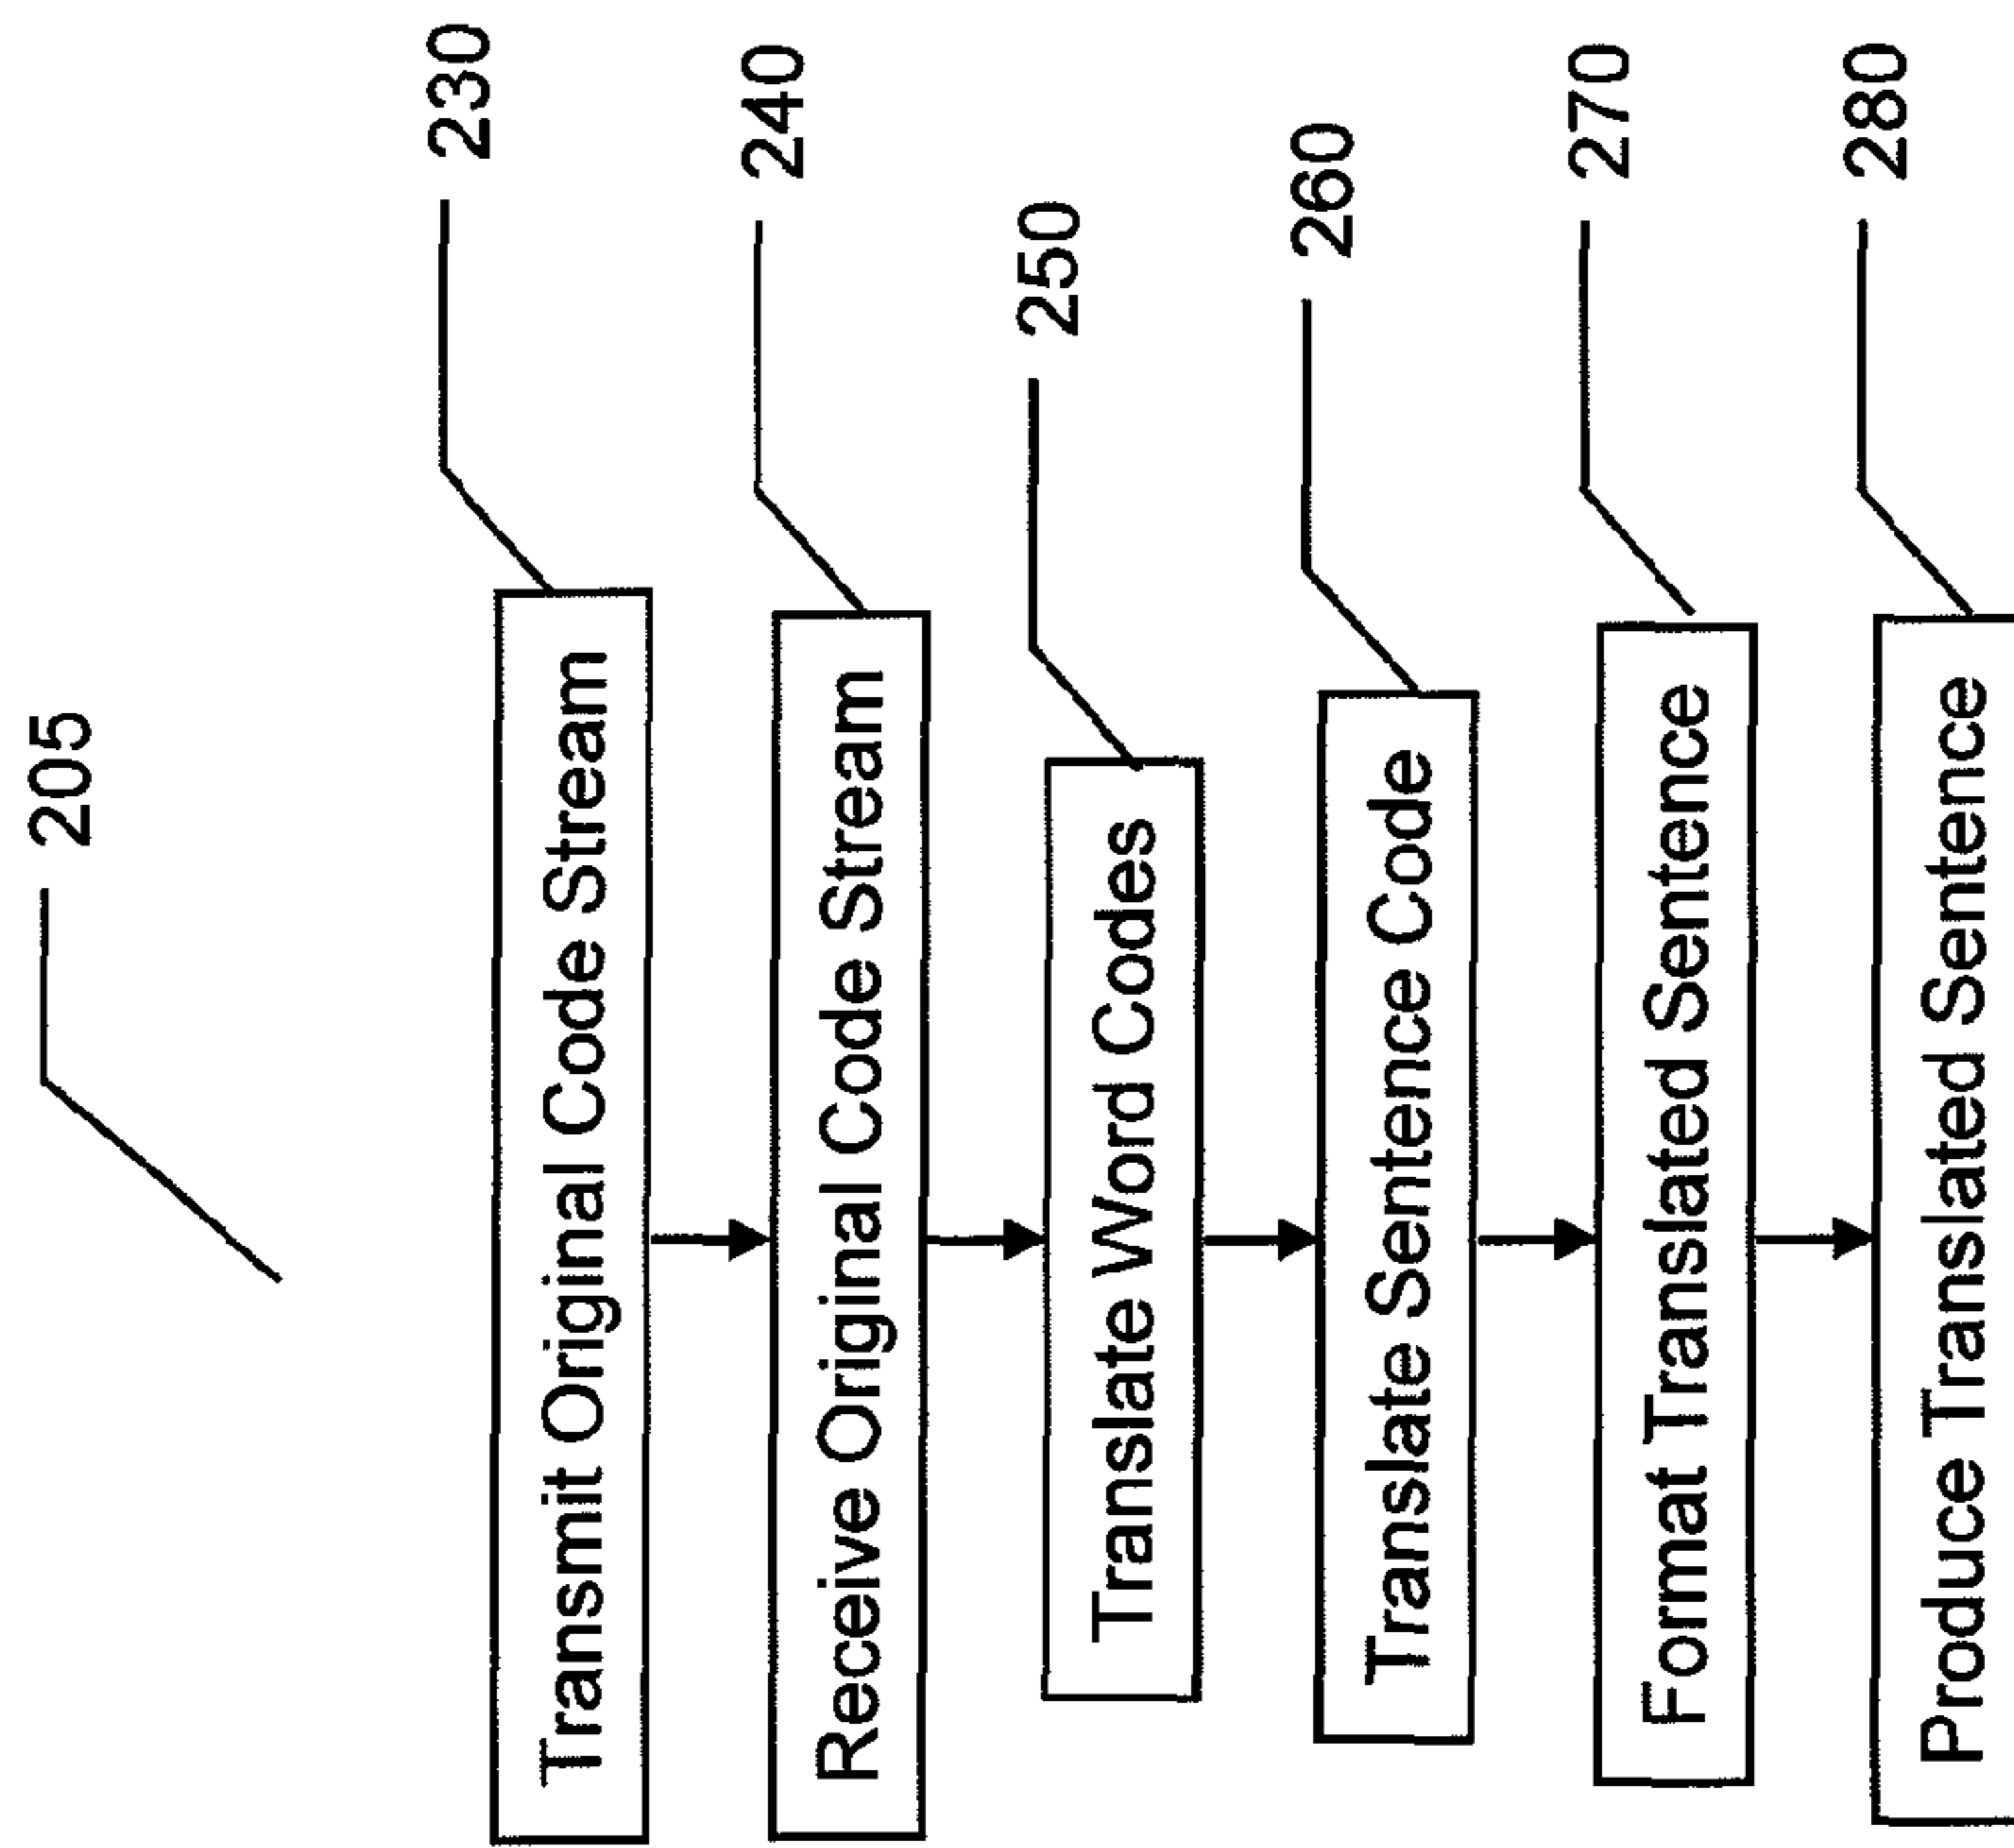 205
Transmit Original Code Stream
230
Receive Original Code Stream
240
Translate Word Codes
250
Translate Sentence Code
260
Format Translated Sentence
270
Produce Translated Sentence
280